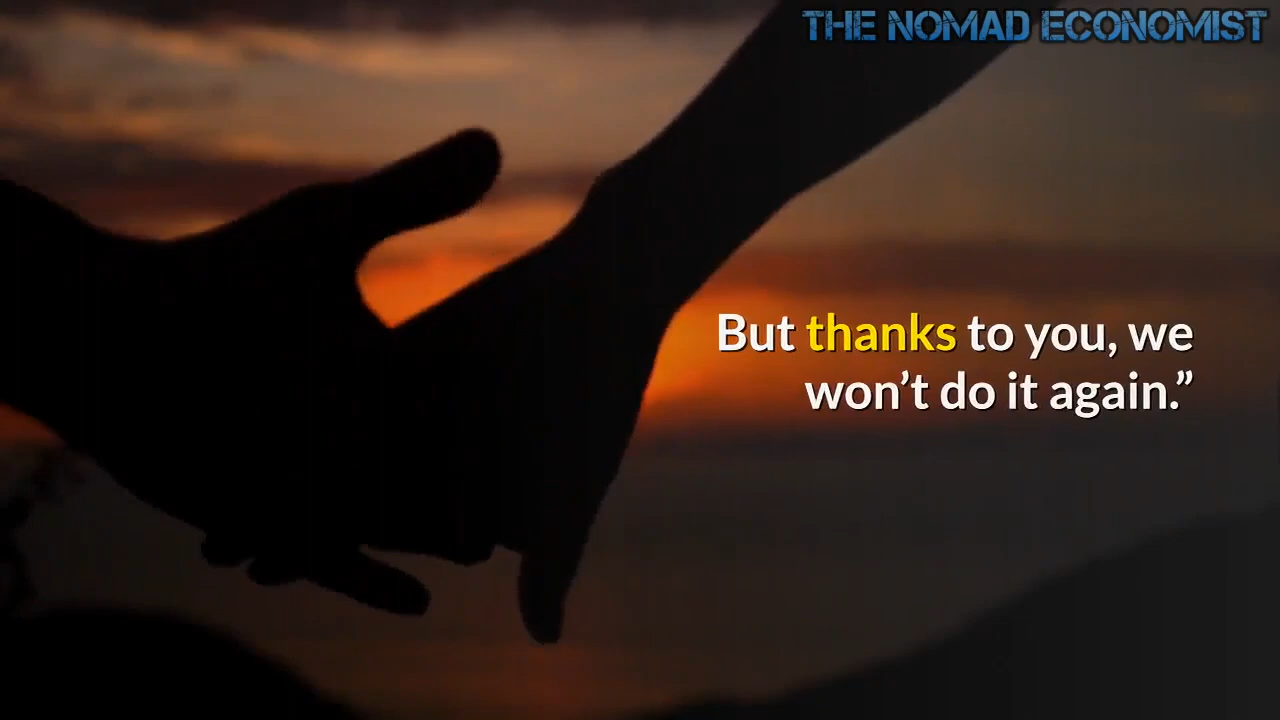 THE NOMAD ECONOMIST
But thanks to you, we
won’t do it again.”